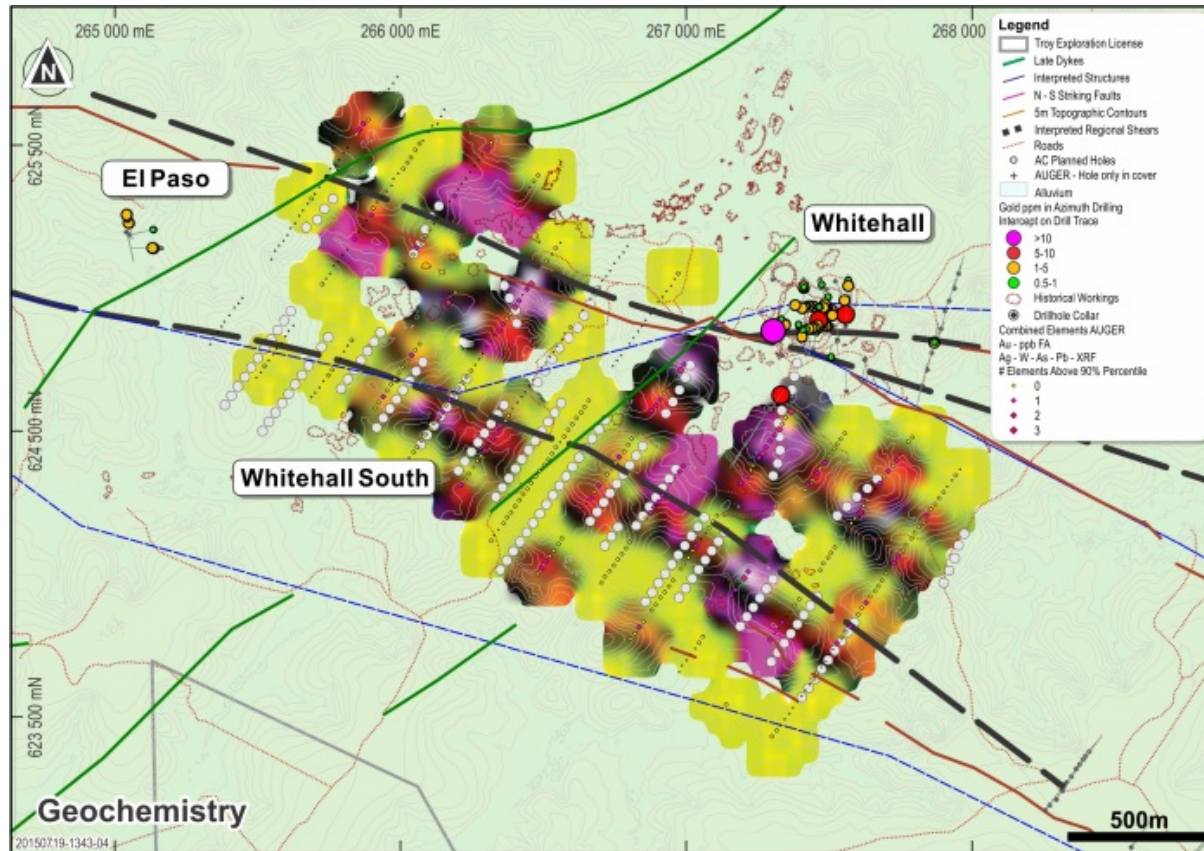 265 000 mE
266 000 mE
267 000 mE
268 000
N
625 500 mN
624 500 mN
623 500 mN
El Paso
Whitehall
Whitehall South
Legend
Troy Exploration License
Late Dykes
Interpreted Structures
N - S Striking Faults
5m Topographic Contours
Interpreted Regional Shears
Roads
AC Planned Holes
AUGER - Hole only in cover
Alluvium
Gold ppm in Azimuth Drilling
Intercept on Drill Trace
>10
5-10
1-5
0.5-1
Historical Workings
Drillhole Collar
Combined Elements AUGER
Au - ppb FA
Ag - W - As - Pb - XRF
# Elements Above 90% Percentile
0
1
2
3
Geochemistry
20150719-1343-04
500m